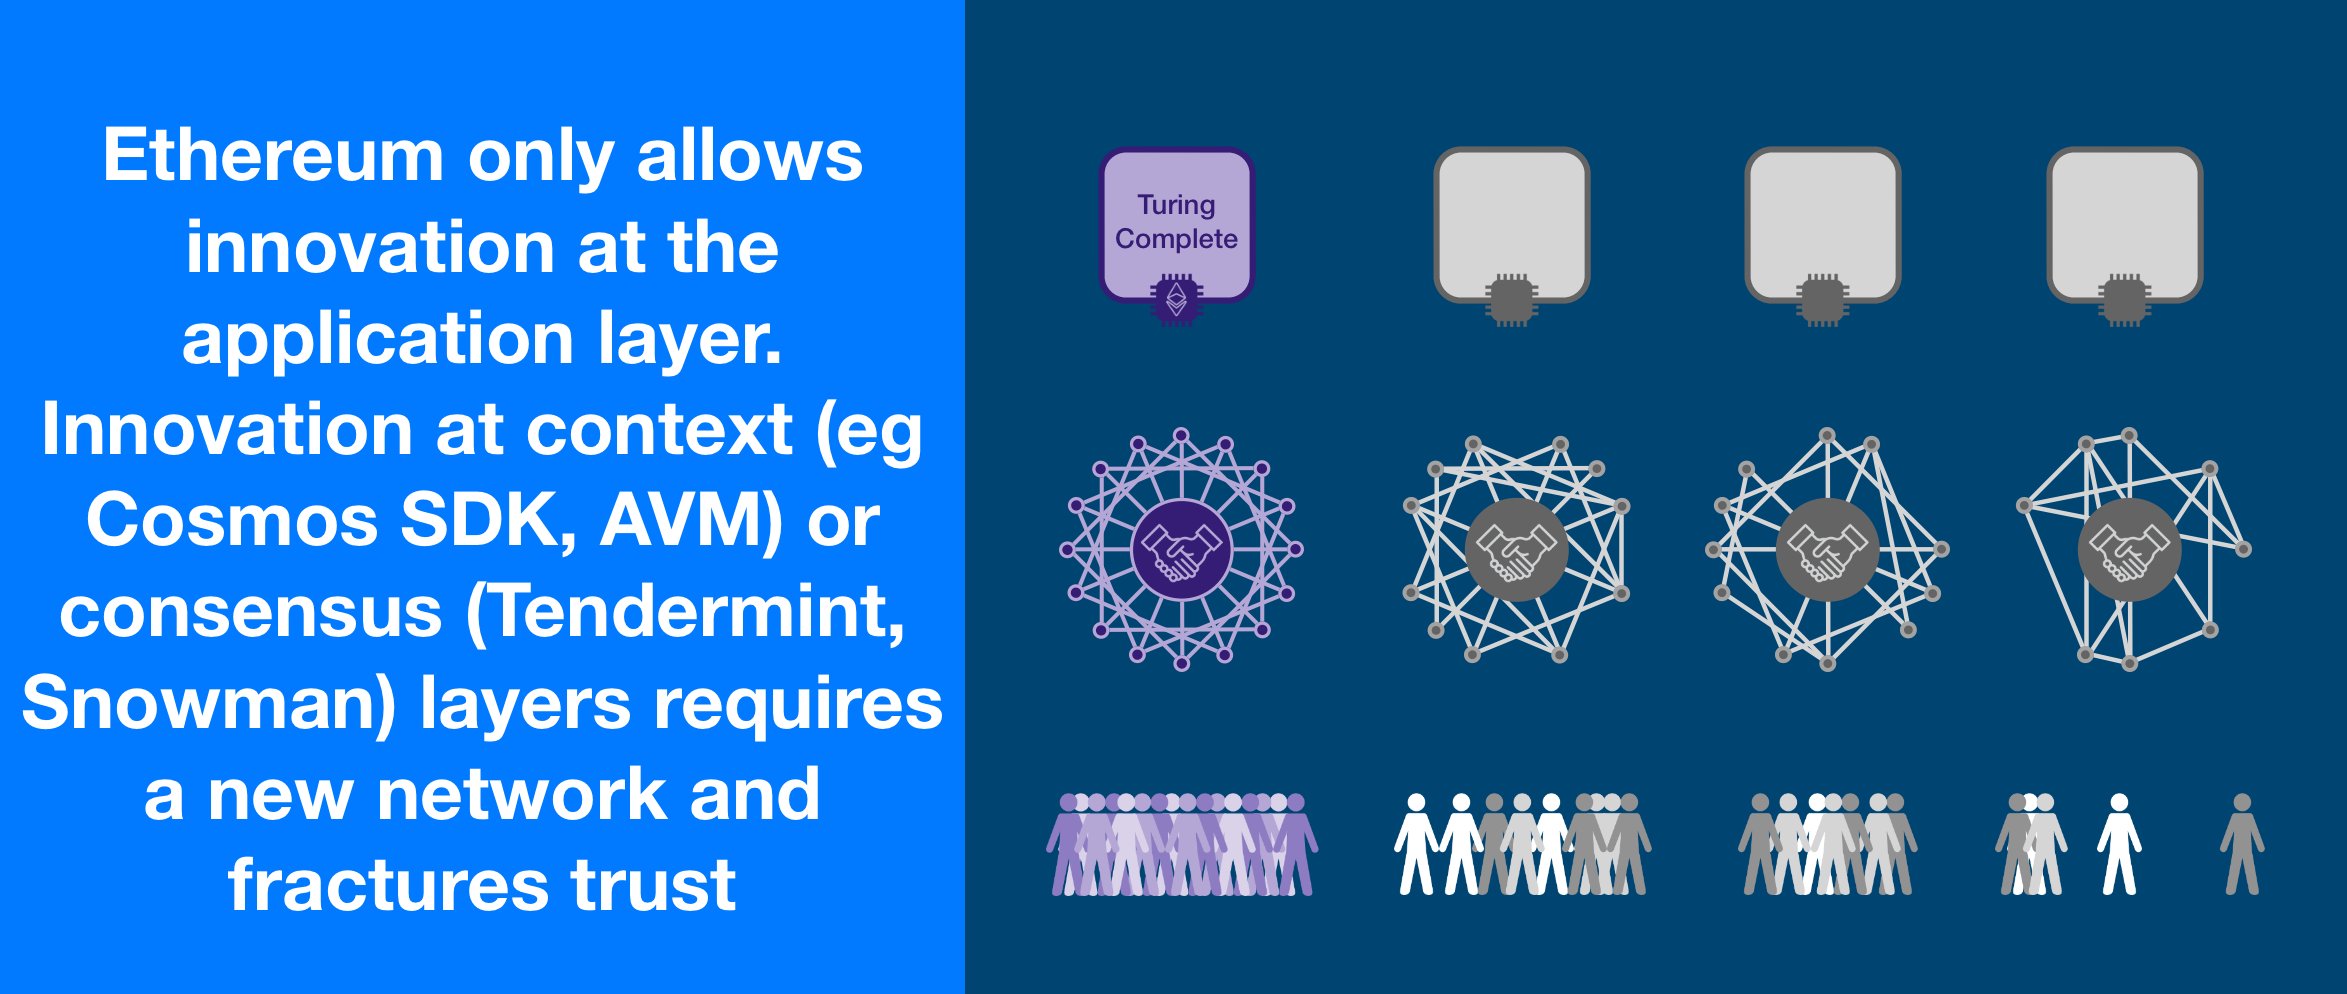 Ethereum only allows
innovation at the
application layer.
Innovation at context (eg
Cosmos SDK, AVM) or
consensus (Tendermint,
Snowman) layers requires
a new network and
fractures trust
Turing
Complete